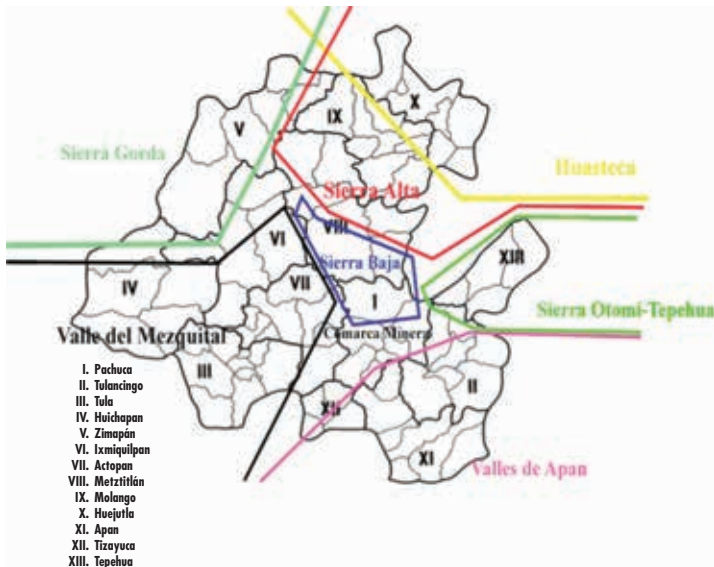 X
IX
V
Sierra Gorda
Huasteca
Sierra Alta
VIII
VI
Sierra Baja
XIII
IV
VII
I
Sierra Otomí-Tepehua
Valle del Mezquital
Comarca Minera
III
II
XII
XI
Valles de Apan
I. Pachuca
II. Tulancingo
III. Tula
IV. Huichapan
V. Zimapán
VI. Ixmiquilpan
VII. Actopan
VIII. Metztitlán
IX. Molango
X. Huejutla
XI. Apan
XII. Tizayuca
XIII. Tepehua